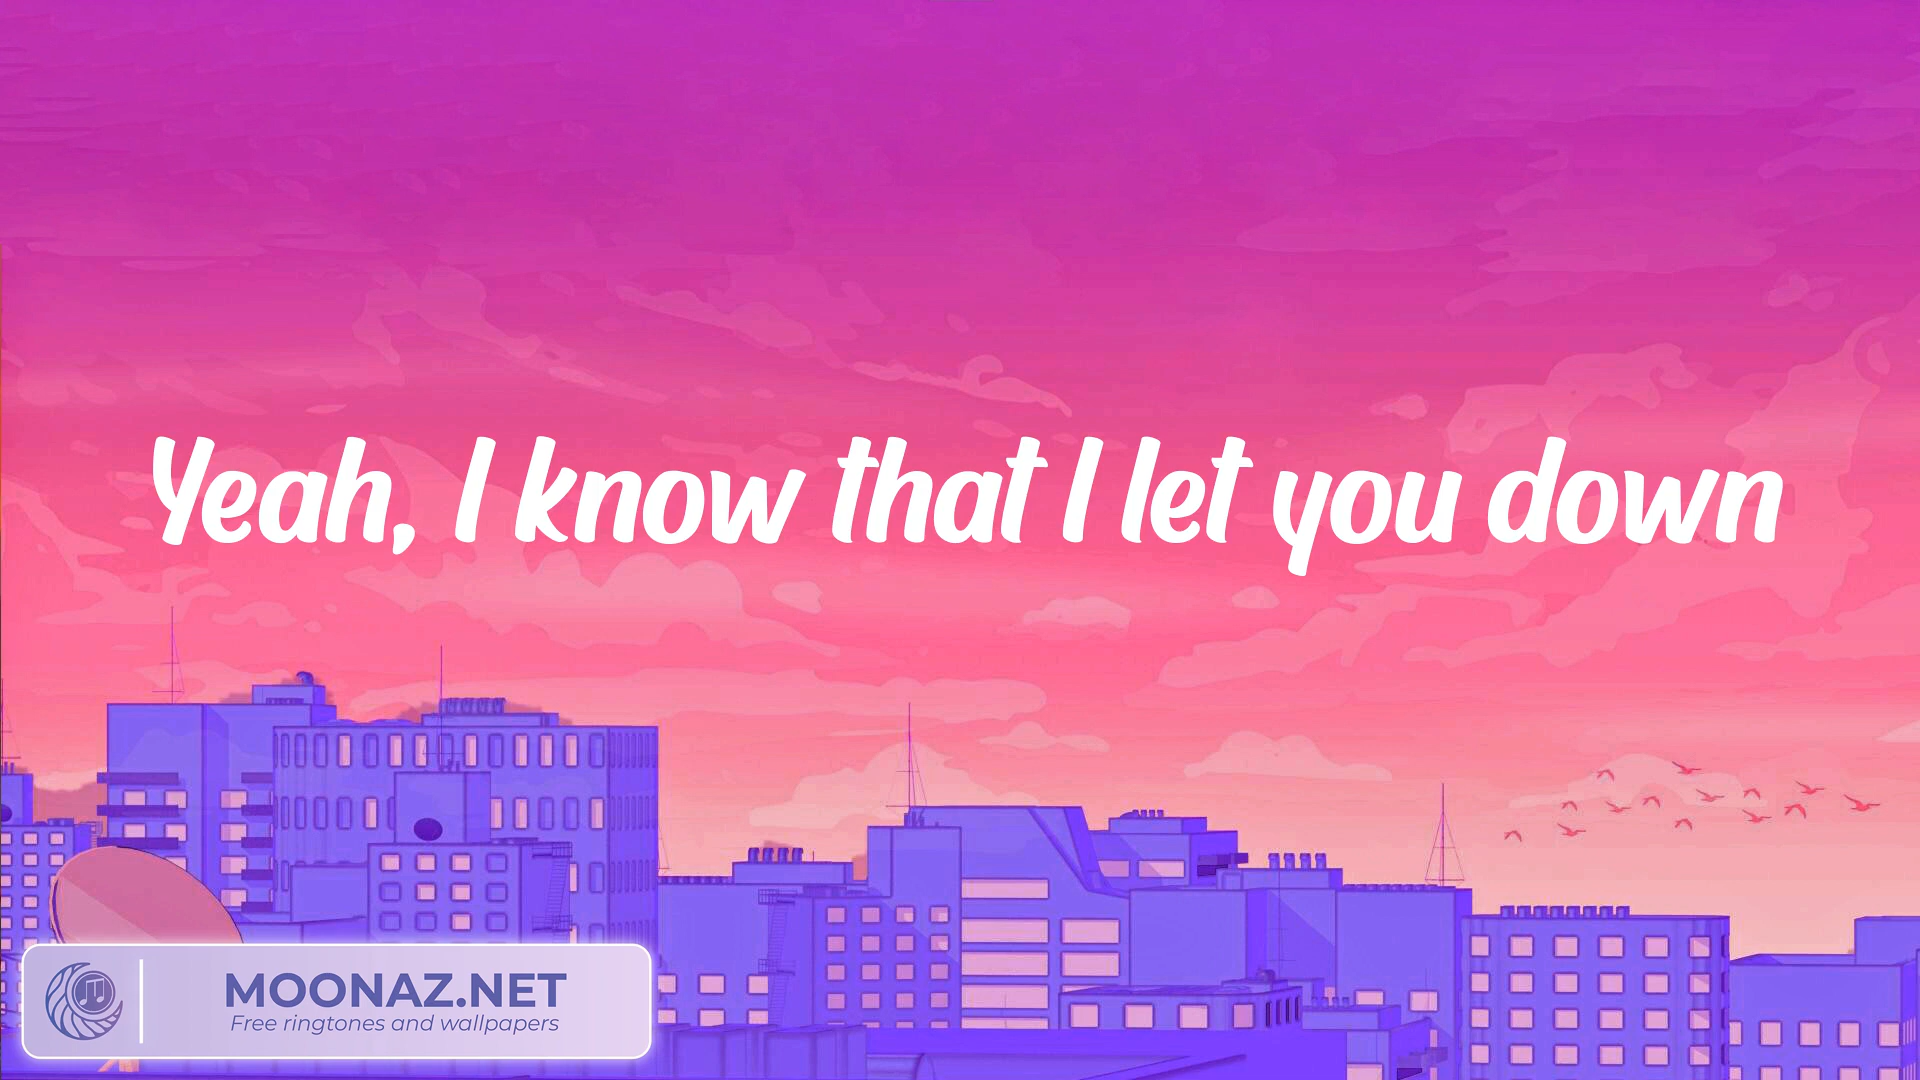 Yeah, I know that I let you down
MOONAZ.NET
Free ringtones and wallpapers